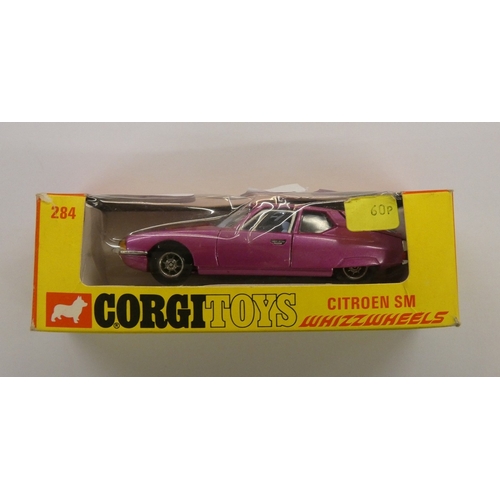 284
60P
CORGI TOYS
CITROEN SM
WHIZZWHEELS